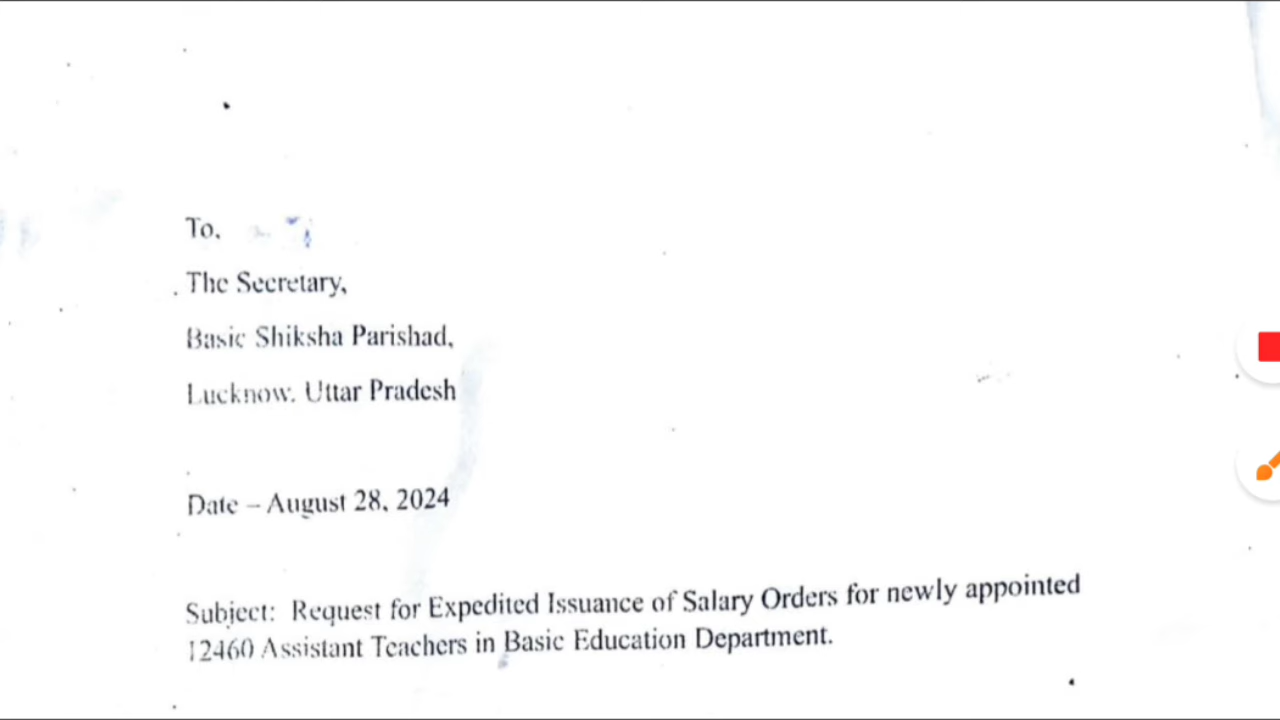 To,
The Secretary,
Basic Shiksha Parishad,
Lucknow, Uttar Pradesh
Date – August 28, 2024
Subject: Request for Expedited Issuance of Salary Orders for newly appointed
12460 Assistant Teachers in Basic Education Department.